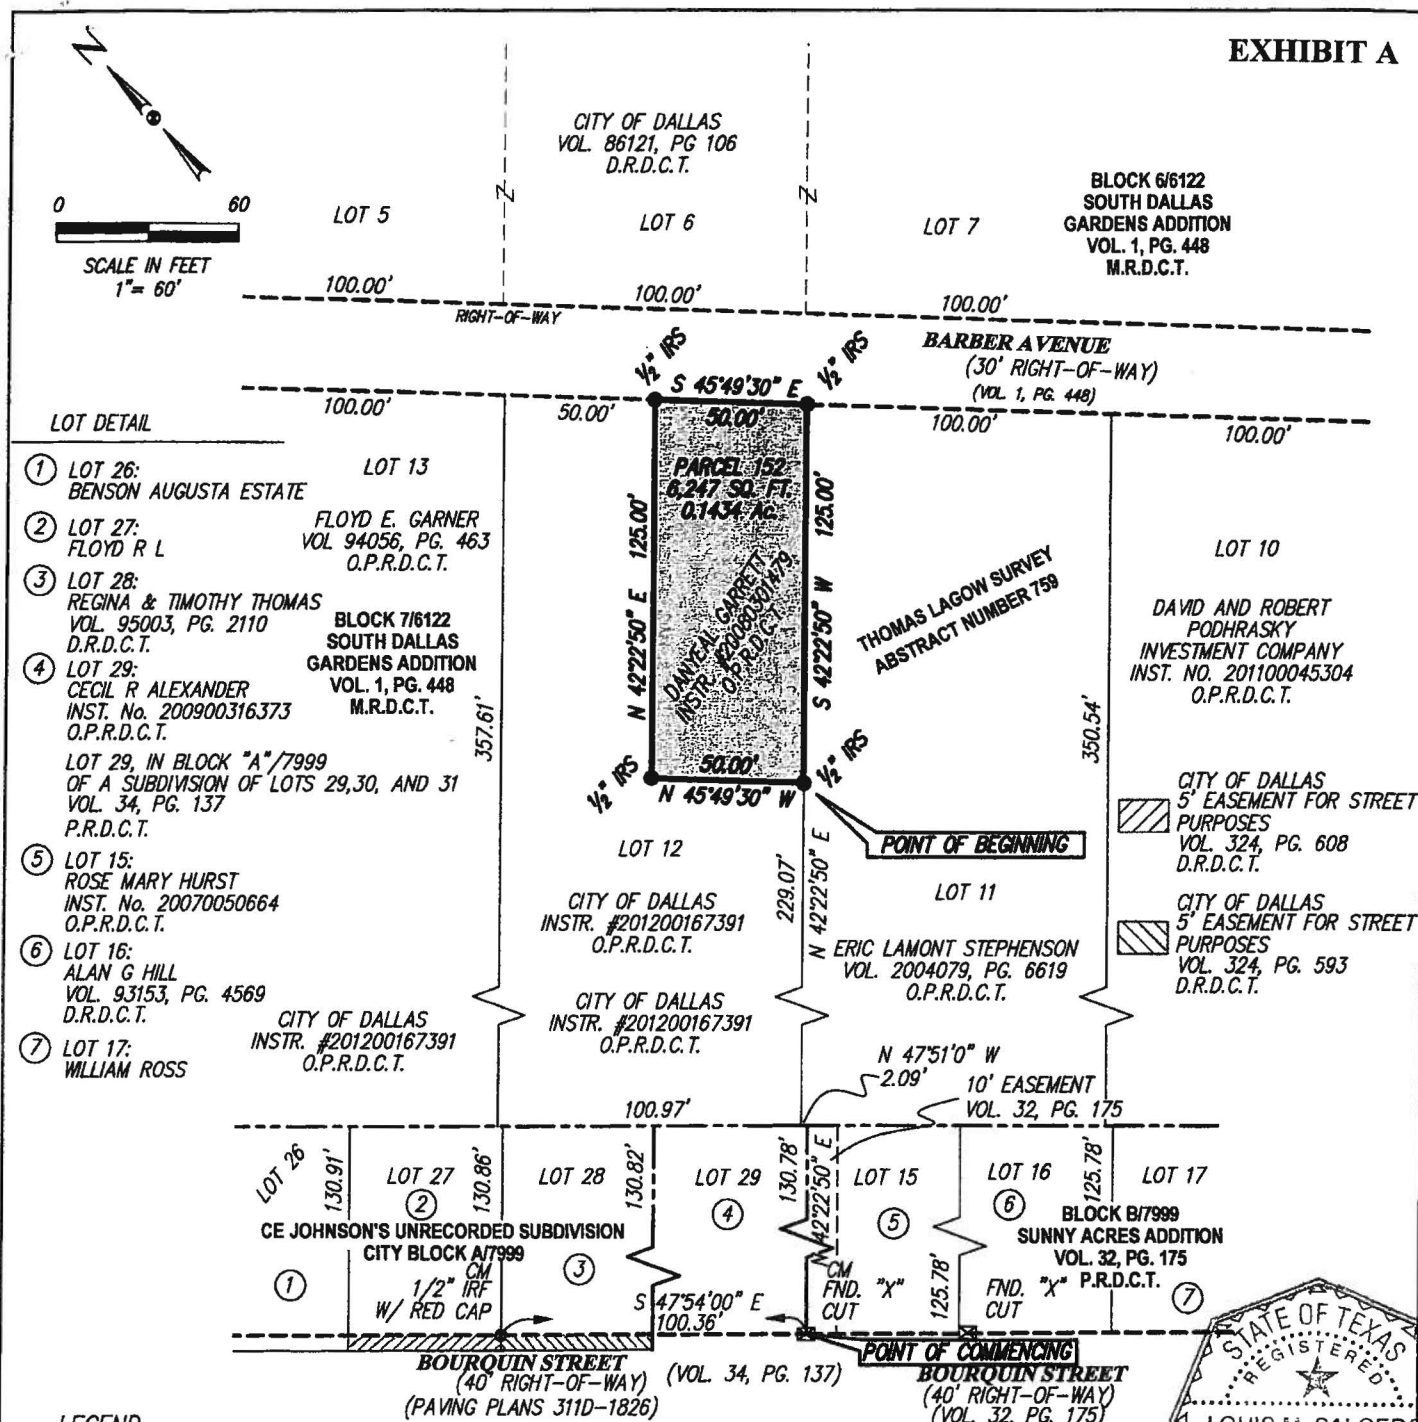 EXHIBIT A
N
0 60
SCALE IN FEET
1"= 60'
CITY OF DALLAS
VOL. 86121, PG 106
D.R.D.C.T.
LOT 5
LOT 6
LOT 7
BLOCK 6/6122
SOUTH DALLAS
GARDENS ADDITION
VOL. 1, PG. 448
M.R.D.C.T.
100.00'
100.00'
100.00'
RIGHT-OF-WAY
BARBER AVENUE
(30' RIGHT-OF-WAY)
(VOL. 1, PG. 448)
½" IRS
S 45°49'30" E
½" IRS
100.00'
50.00'
50.00'
100.00'
100.00'
LOT DETAIL
1 LOT 26:
BENSON AUGUSTA ESTATE
2 LOT 27:
FLOYD R L
3 LOT 28:
REGINA & TIMOTHY THOMAS
VOL. 95003, PG. 2110
D.R.D.C.T.
4 LOT 29:
CECIL R ALEXANDER
INST. No. 200900316373
O.P.R.D.C.T.
LOT 29, IN BLOCK "A"/7999
OF A SUBDIVISION OF LOTS 29,30, AND 31
VOL. 34, PG. 137
P.R.D.C.T.
5 LOT 15:
ROSE MARY HURST
INST. No. 20070050664
O.P.R.D.C.T.
6 LOT 16:
ALAN G HILL
VOL. 93153, PG. 4569
D.R.D.C.T.
7 LOT 17:
WILLIAM ROSS
LOT 13
FLOYD E. GARNER
VOL 94056, PG. 463
O.P.R.D.C.T.
BLOCK 7/6122
SOUTH DALLAS
GARDENS ADDITION
VOL. 1, PG. 448
M.R.D.C.T.
357.61'
N 42°22'50" E 125.00'
PARCEL 152
6,247 SQ. FT.
0.1434 Ac.
DANYEAL GARRETT
INSTR. #20080301479
O.P.R.D.C.T.
S 42°22'50" W 125.00'
THOMAS LAGOW SURVEY
ABSTRACT NUMBER 759
LOT 10
DAVID AND ROBERT
PODHRASKY
INVESTMENT COMPANY
INST. NO. 201100045304
O.P.R.D.C.T.
350.54'
½" IRS
50.00'
N 45°49'30" W
½" IRS
POINT OF BEGINNING
CITY OF DALLAS
5' EASEMENT FOR STREET
PURPOSES
VOL. 324, PG. 608
D.R.D.C.T.
CITY OF DALLAS
5' EASEMENT FOR STREET
PURPOSES
VOL. 324, PG. 593
D.R.D.C.T.
LOT 12
CITY OF DALLAS
INSTR. #201200167391
O.P.R.D.C.T.
229.07'
N 42°22'50" E
LOT 11
ERIC LAMONT STEPHENSON
VOL. 2004079, PG. 6619
O.P.R.D.C.T.
CITY OF DALLAS
INSTR. #201200167391
O.P.R.D.C.T.
CITY OF DALLAS
INSTR. #201200167391
O.P.R.D.C.T.
N 47°51'0" W
2.09'
10' EASEMENT
VOL. 32, PG. 175
100.97'
LOT 26
130.91'
LOT 27
2
130.86'
LOT 28
130.82'
LOT 29
4
130.78'
N 42°22'50" E
LOT 15
5
LOT 16
6
125.78'
LOT 17
CE JOHNSON'S UNRECORDED SUBDIVISION
CITY BLOCK A/7999
BLOCK B/7999
SUNNY ACRES ADDITION
VOL. 32, PG. 175
P.R.D.C.T.
1
CM
1/2" IRF
W/ RED CAP
3
S 47°54'00" E
100.36'
CM
FND. "X"
CUT
125.78'
FND. "X"
CUT
7
POINT OF COMMENCING
BOURQUIN STREET
(40' RIGHT-OF-WAY)
(PAVING PLANS 311D-1826)
(VOL. 34, PG. 137)
BOURQUIN STREET
(40' RIGHT-OF-WAY)
(VOL. 32, PG. 175)
STATE OF TEXAS
REGISTERED
LEGEND